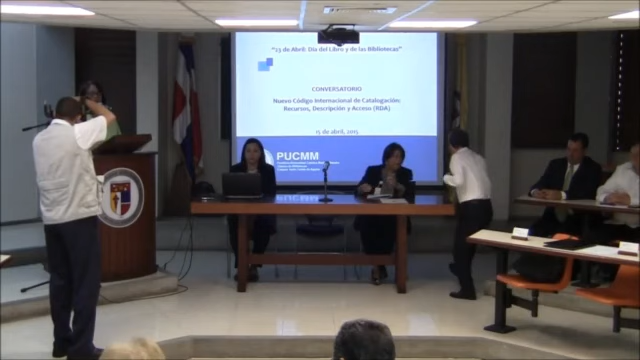 "23 de Abril: Día del Libro y de las Bibliotecas"
CONVERSATORIO
Nuevo Código Internacional de Catalogación:
Recursos, Descripción y Acceso (RDA)
15 de abril, 2015
PUCMM